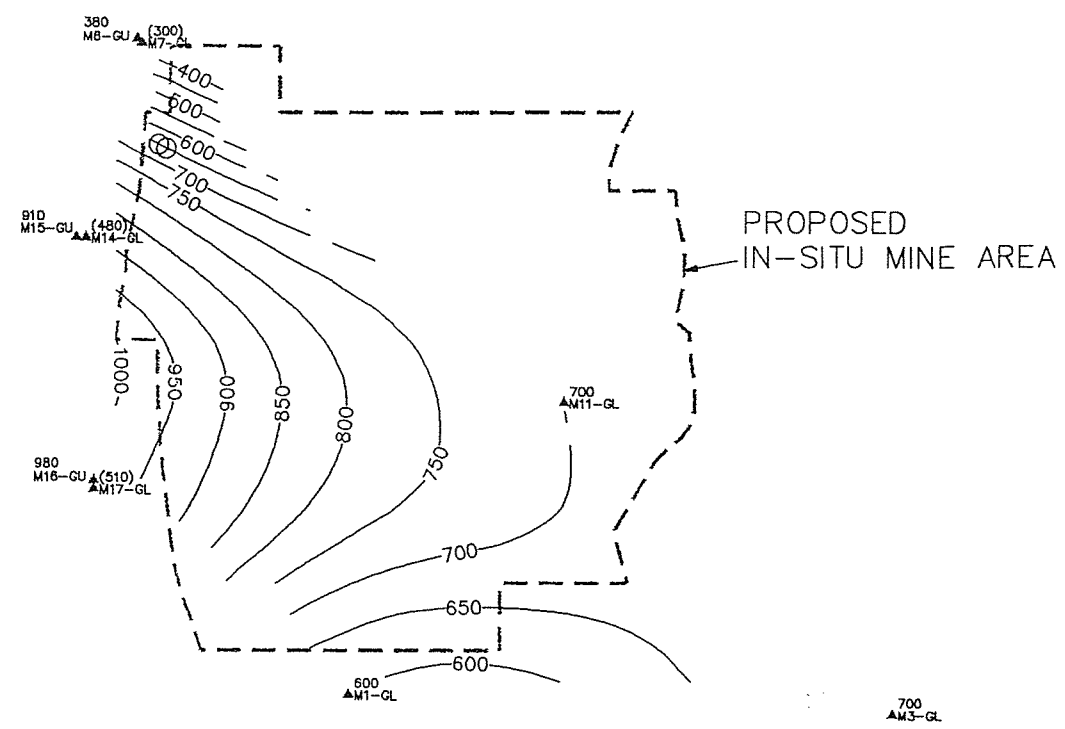 380
M8-GU (300)
M7-GL
400
500
600
700
750
910
M15-GU (480)
M14-GL
PROPOSED
IN-SITU MINE AREA
1000
950
900
850
800
750
700
M11-GL
980
M16-GU (510)
M17-GL
700
650
600
600
M1-GL
700
M3-GL